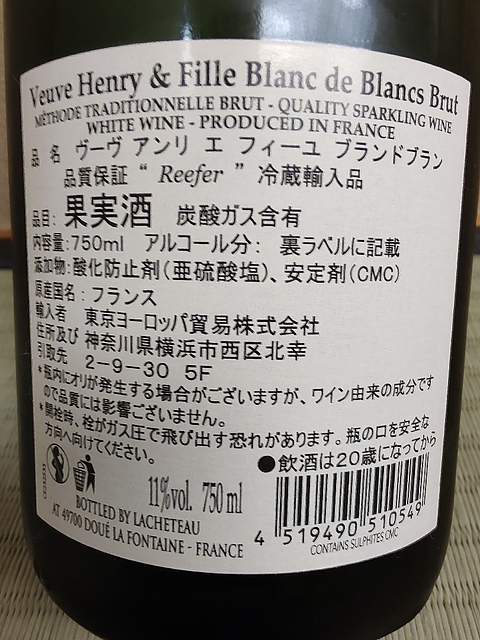 Veuve Henry & Fille Blanc de Blancs Brut
MÉTHODE TRADITIONNELLE BRUT - QUALITY SPARKLING WINE
WHITE WINE - PRODUCED IN FRANCE
品 名 ヴーヴ アンリ エ フィーユ ブランドブラン
品質保証 “ Reefer ” 冷蔵輸入品
品目: 果実酒 炭酸ガス含有
内容量:750ml アルコール分: 裏ラベルに記載
添加物:酸化防止剤(亜硫酸塩)、安定剤(CMC)
原産国名:フランス
輸入者 東京ヨーロッパ貿易株式会社
住所及び 神奈川県横浜市西区北幸
引取先 2-9-30 5F
*瓶内にオリが発生する場合がございますが、ワイン由来の成分です
ので品質には影響ございません。
*開栓時、栓がガス圧で飛び出す恐れがあります。瓶の口を安全な
方向へ向けてください。
●飲酒は20歳になってから
11%vol. 750 ml
BOTTLED BY LACHETEAU
AT 49700 DOUÉ LA FONTAINE - FRANCE
4 519490 510549
CONTAINS SULPHITES CMC